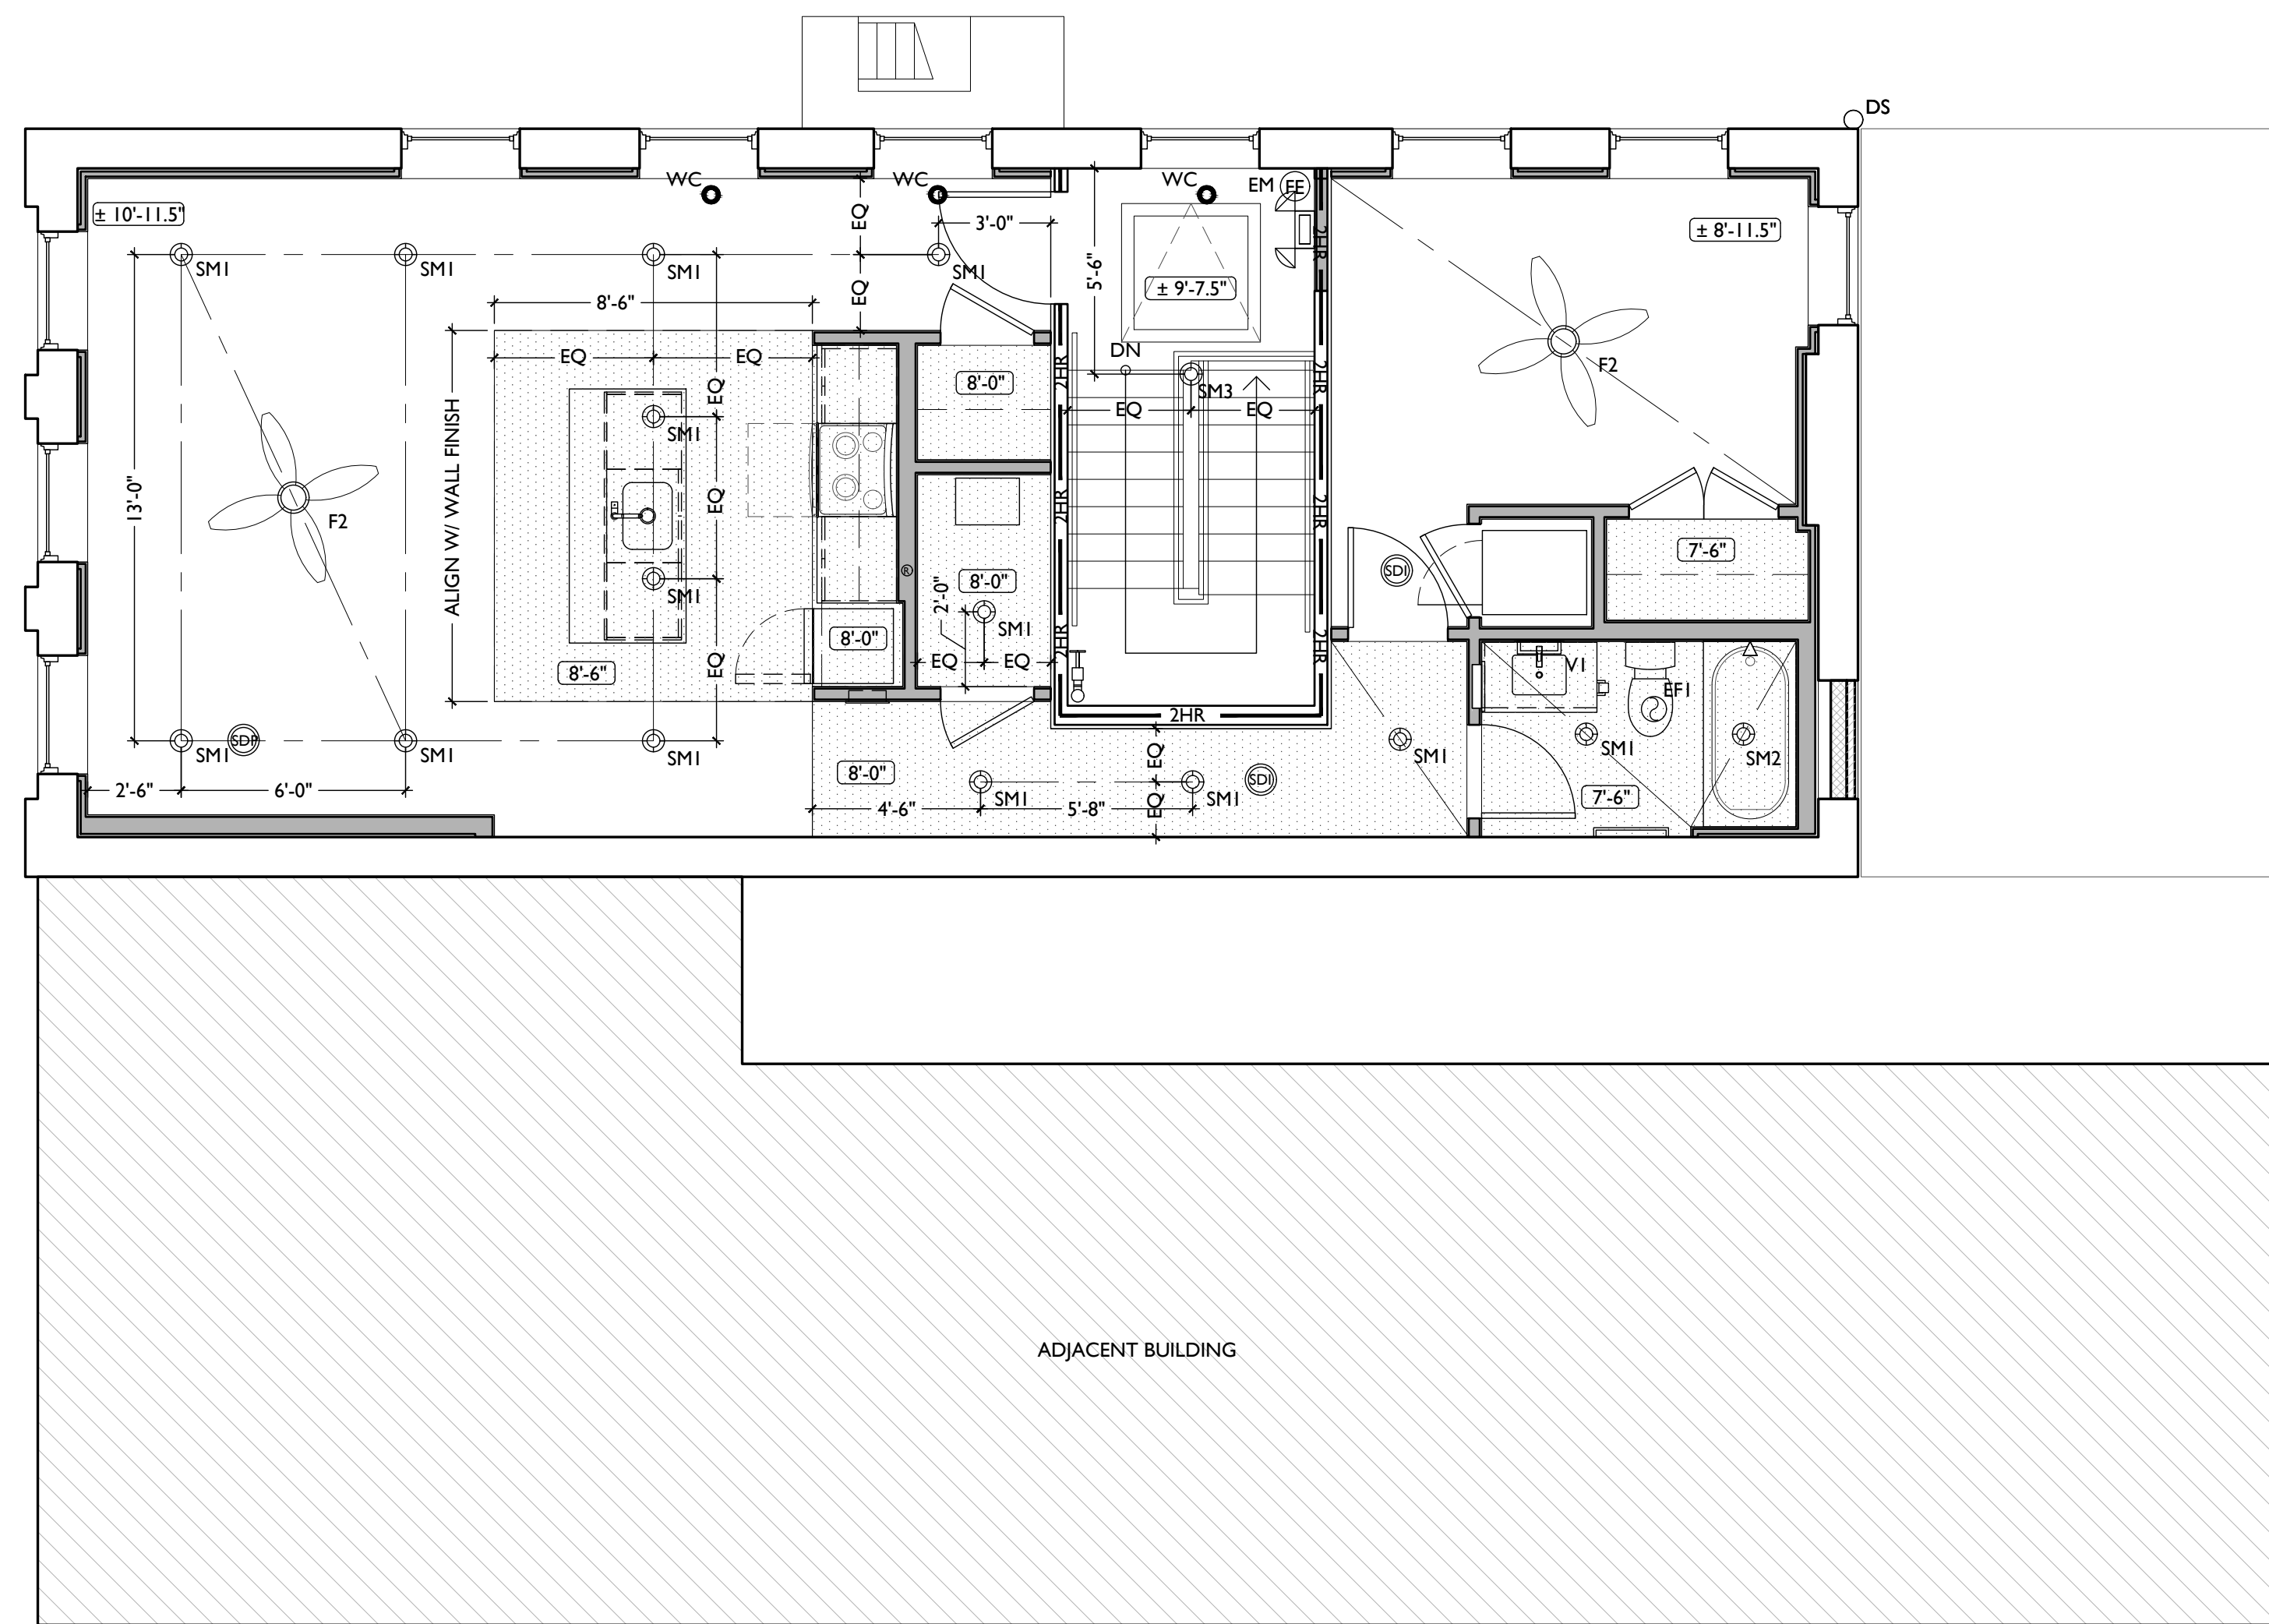 DS
WC
WC
WC
EM
FE
± 10'-11.5"
± 8'-11.5"
EQ
3'-0"
SM1
SM1
SM1
SM1
5'-6"
2HR
± 9'-7.5"
8'-6"
EQ
DN
F2
EQ
EQ
EQ
2HR
2HR
8'-0"
SM3
EQ
EQ
ALIGN W/ WALL FINISH
SM1
13'-0"
F2
EQ
2HR
2HR
7'-6"
R
8'-0"
SDI
SM1
2'-0"
SM1
8'-0"
2HR
2HR
EQ
EQ
EQ
8'-6"
V1
EF1
2HR
SM1
SDP
SM1
SM1
SM1
SM1
SM2
EQ
8'-0"
SDI
2'-6"
6'-0"
SM1
SM1
7'-6"
4'-6"
5'-8"
EQ
ADJACENT BUILDING